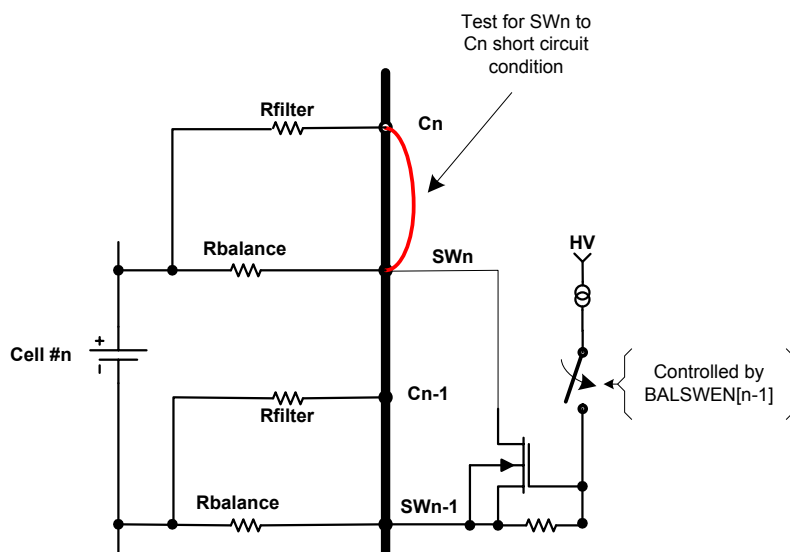 Test for SWn to
Cn short circuit
condition
Rfilter
Cn
Rbalance
SWn
HV
+
Cell #n
Controlled by
BALSWEN[n-1]
Cn-1
Rfilter
Rbalance
SWn-1